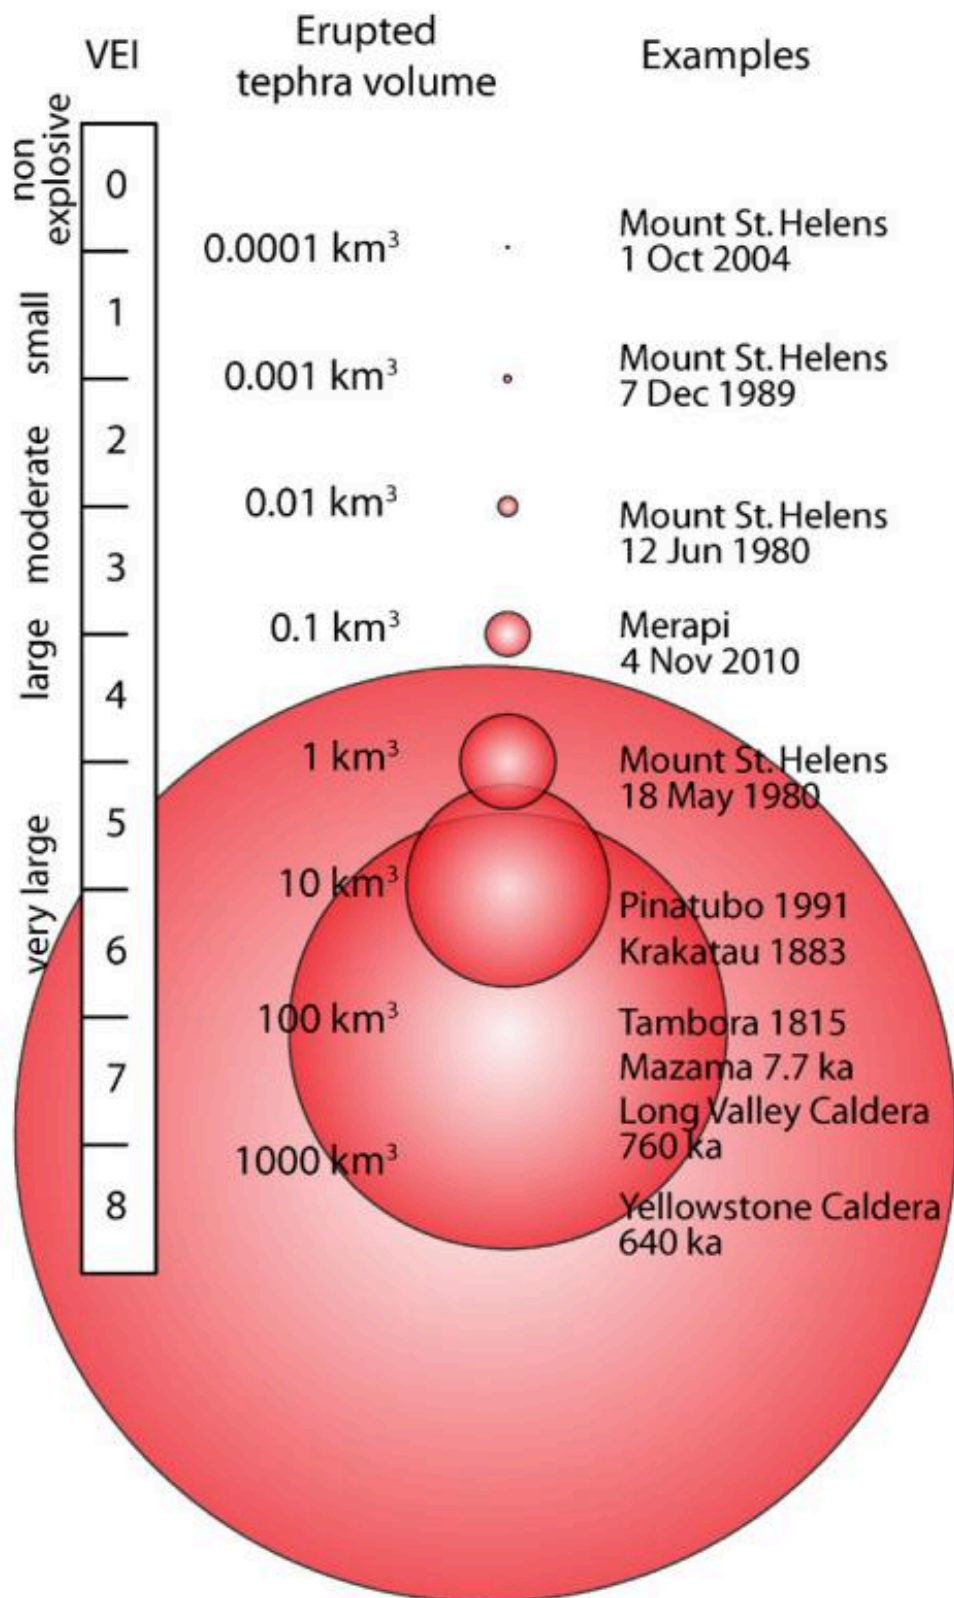 VEI
Erupted
tephra volume
Examples
non
explosive
small
moderate
large
very large
0
1
2
3
4
5
6
7
8
0.0001 km³
0.001 km³
0.01 km³
0.1 km³
1 km³
10 km³
100 km³
1000 km³
Mount St. Helens
1 Oct 2004
Mount St. Helens
7 Dec 1989
Mount St. Helens
12 Jun 1980
Merapi
4 Nov 2010
Mount St. Helens
18 May 1980
Pinatubo 1991
Krakatau 1883
Tambora 1815
Mazama 7.7 ka
Long Valley Caldera
760 ka
Yellowstone Caldera
640 ka